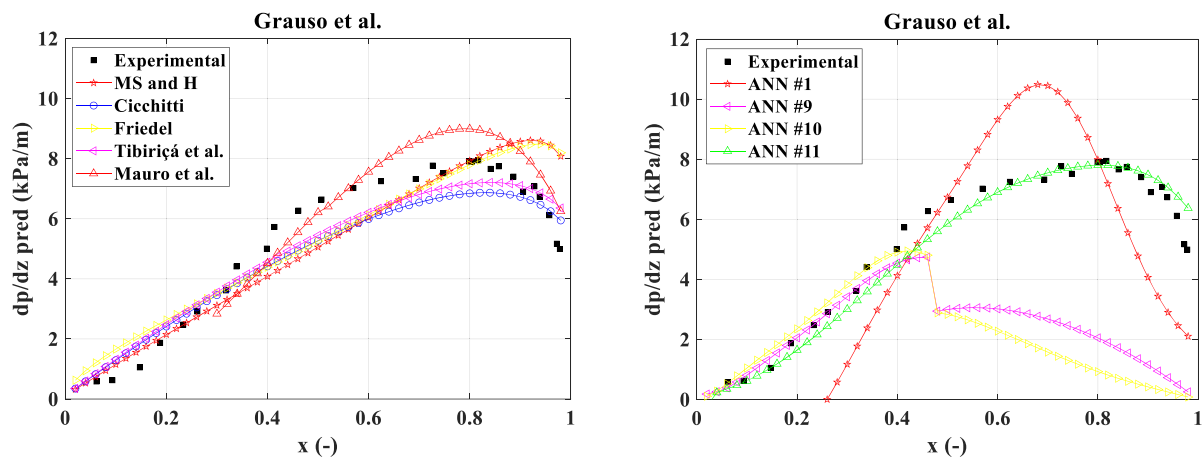 Grauso et al.
12
10
8
6
4
2
0
dp/dz pred (kPa/m)
Experimental
MS and H
Cicchitti
Friedel
Tibiriçá et al.
Mauro et al.
0
0.2
0.4
0.6
0.8
1
x (-)
Grauso et al.
12
10
8
6
4
2
0
dp/dz pred (kPa/m)
Experimental
ANN #1
ANN #9
ANN #10
ANN #11
0
0.2
0.4
0.6
0.8
1
x (-)